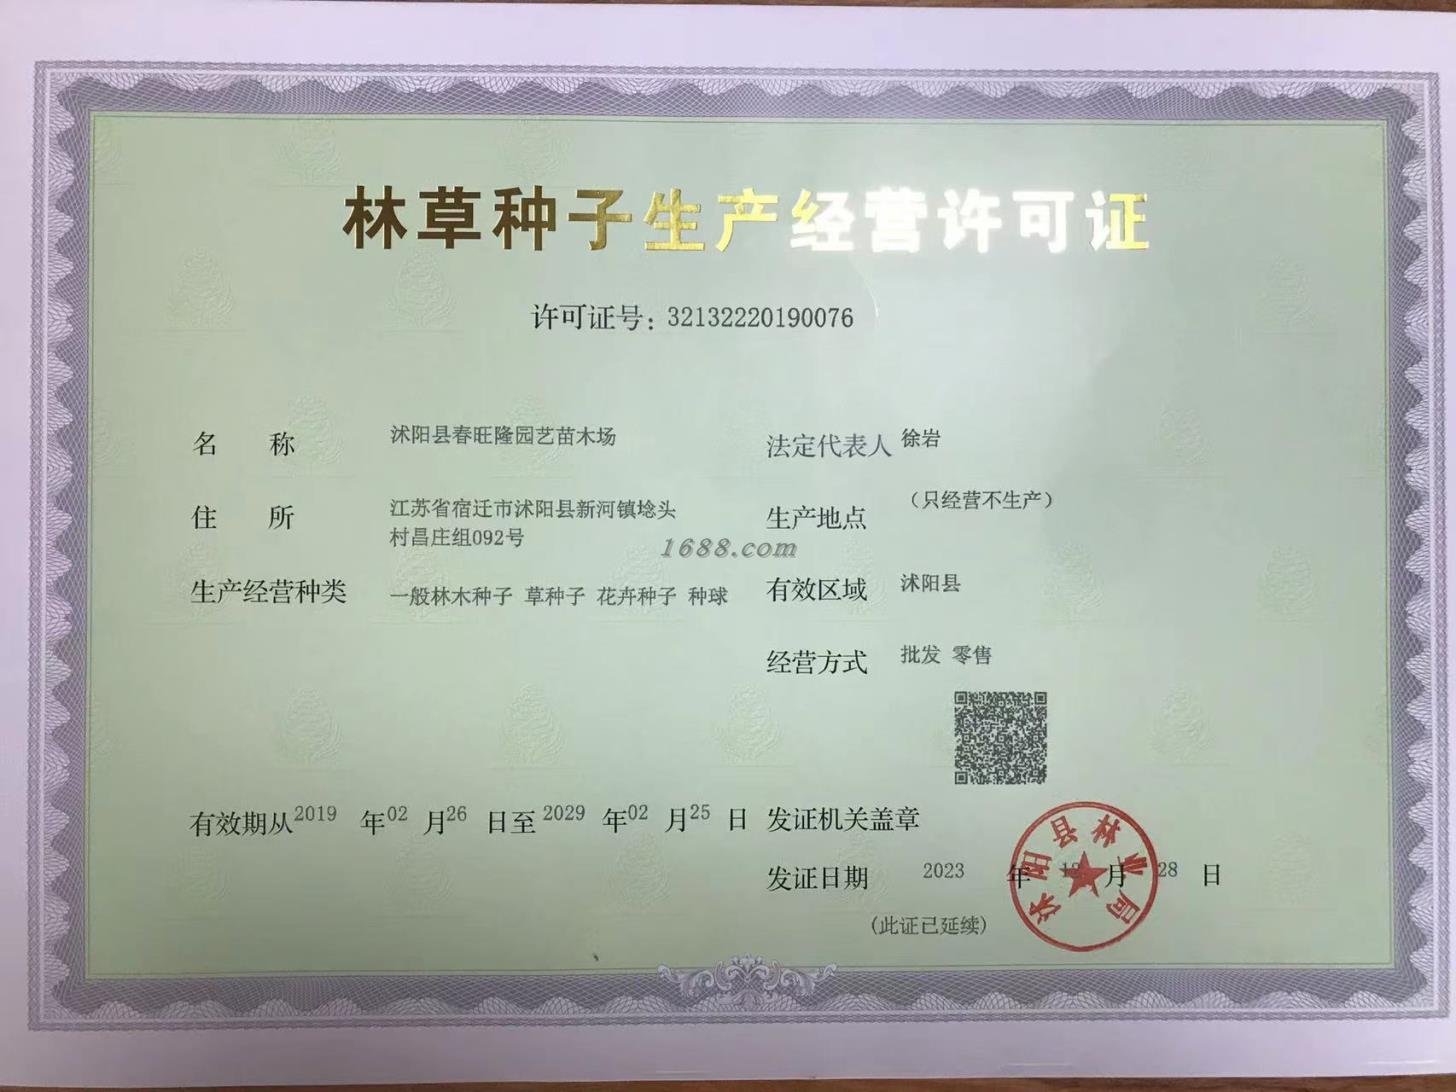 林草种子生产经营许可证
许可证号：32132220190076
名 称 沭阳县春旺隆园艺苗木场
法定代表人 徐岩
住 所 江苏省宿迁市沭阳县新河镇埝头
村昌庄组092号
生产地点 （只经营不生产）
1688.com
生产经营种类 一般林木种子 草种子 花卉种子 种球
有效区域 沭阳县
经营方式 批发 零售
有效期从2019 年02 月26 日至2029 年02 月25 日
发证机关盖章
沭阳县林业局
发证日期 2023 年 12 月 28 日
(此证已延续)